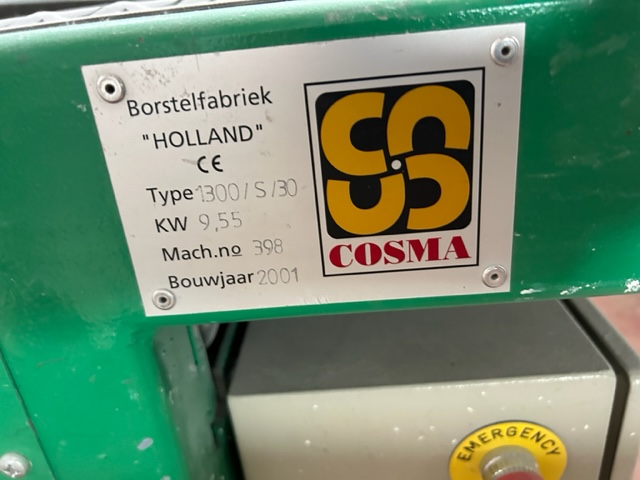 Borstelfabriek
"HOLLAND"
CE
Type 1300/S/30
KW 9,55
Mach.no 398
Bouwjaar 2001
COSMA
EMERGENCY